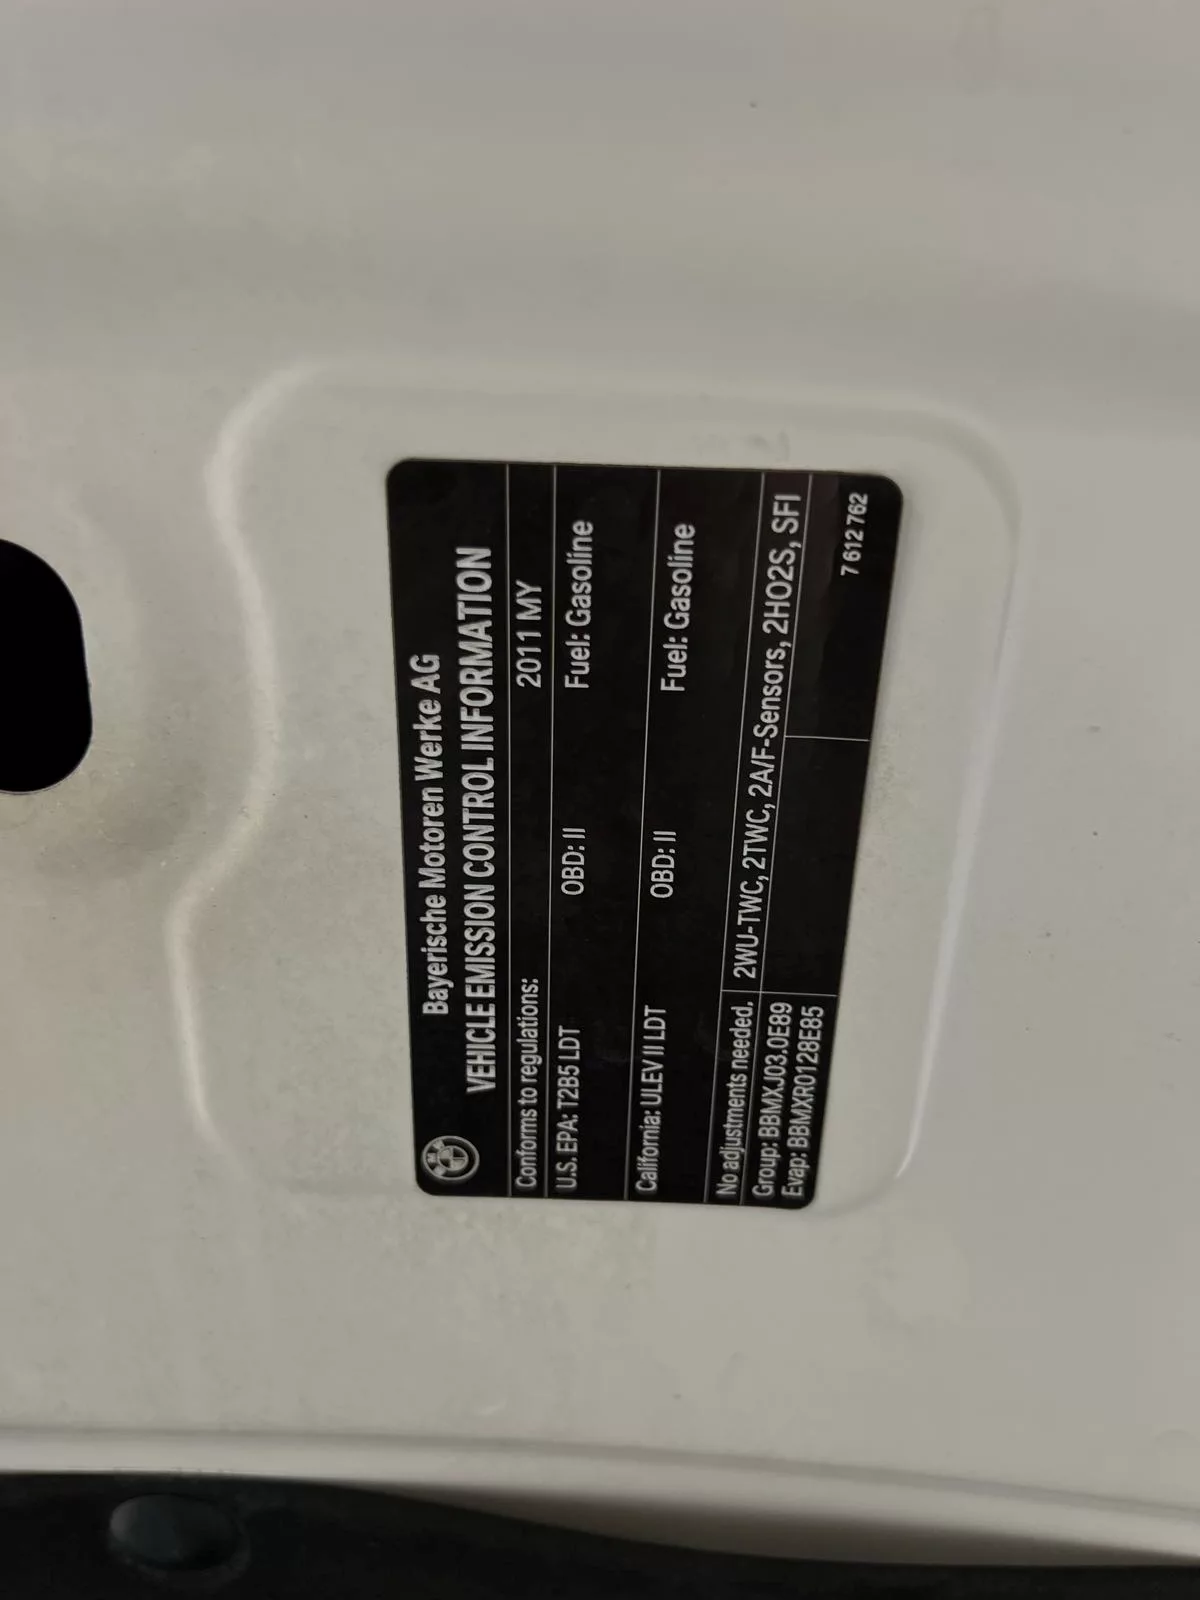 BMW
Bayerische Motoren Werke AG
VEHICLE EMISSION CONTROL INFORMATION
Conforms to regulations: 2011 MY
U.S. EPA: T2B5 LDT OBD: II Fuel: Gasoline
California: ULEV II LDT OBD: II Fuel: Gasoline
No adjustments needed. 2WU-TWC, 2TWC, 2A/F-Sensors, 2HO2S, SFI
Group: BBMXJ03.0E89
Evap: BBMXR0128E85
7 612 762